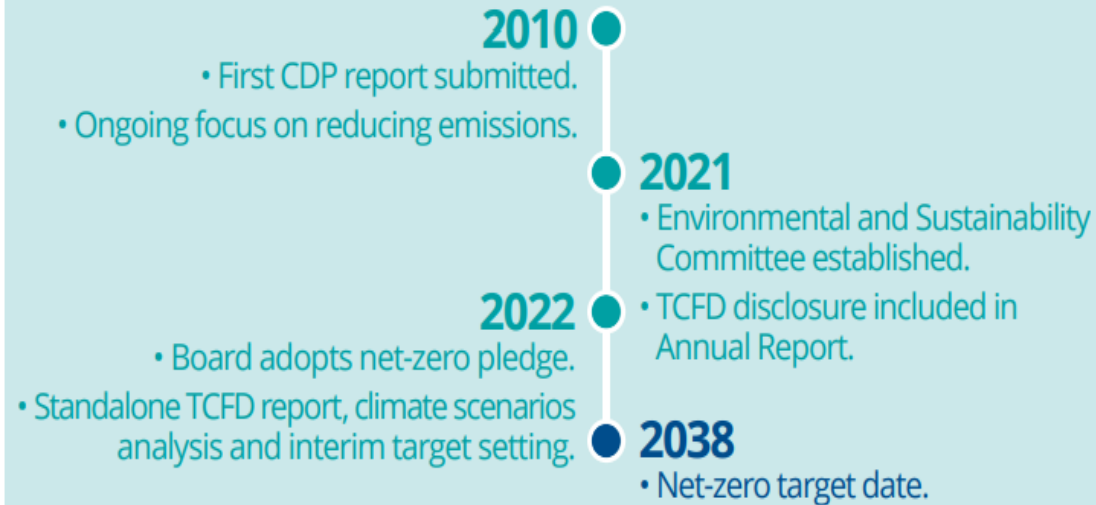 2010
• First CDP report submitted.
• Ongoing focus on reducing emissions.
2021
• Environmental and Sustainability
Committee established.
• TCFD disclosure included in
Annual Report.
2022
• Board adopts net-zero pledge.
• Standalone TCFD report, climate scenarios
analysis and interim target setting.
2038
• Net-zero target date.